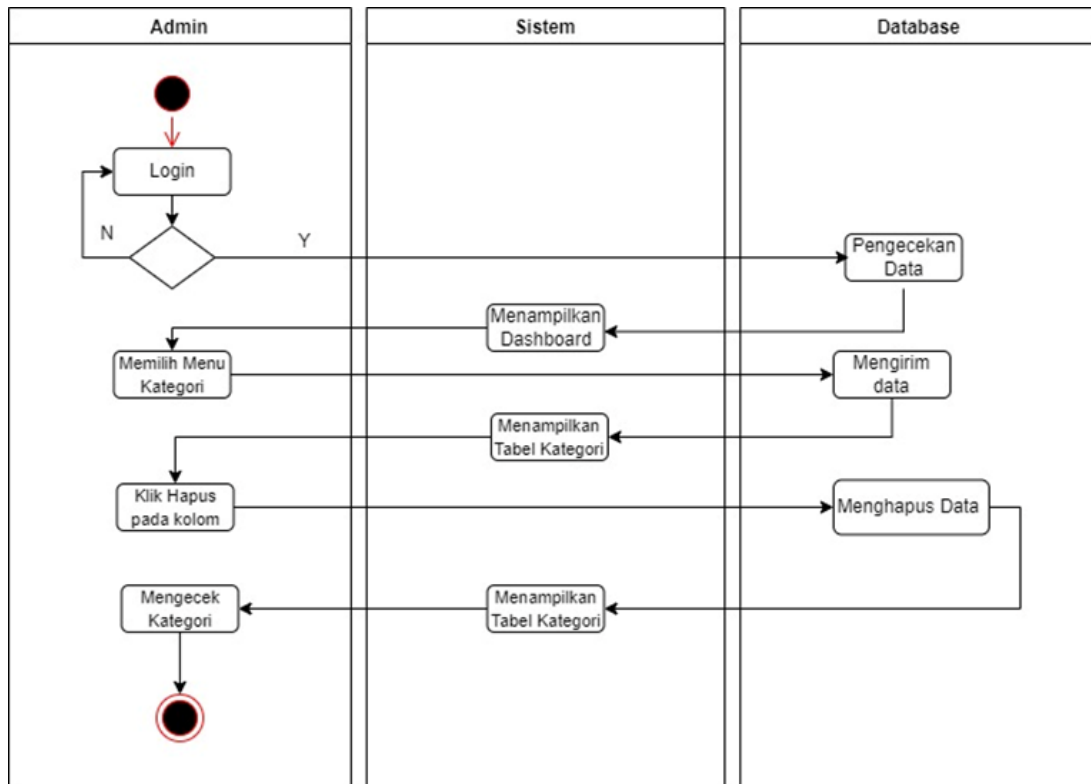 Admin
Sistem
Database
Login
N
Y
Pengecekan
Data
Menampilkan
Dashboard
Memilih Menu
Kategori
Mengirim
data
Menampilkan
Tabel Kategori
Klik Hapus
pada kolom
Menghapus Data
Mengecek
Kategori
Menampilkan
Tabel Kategori